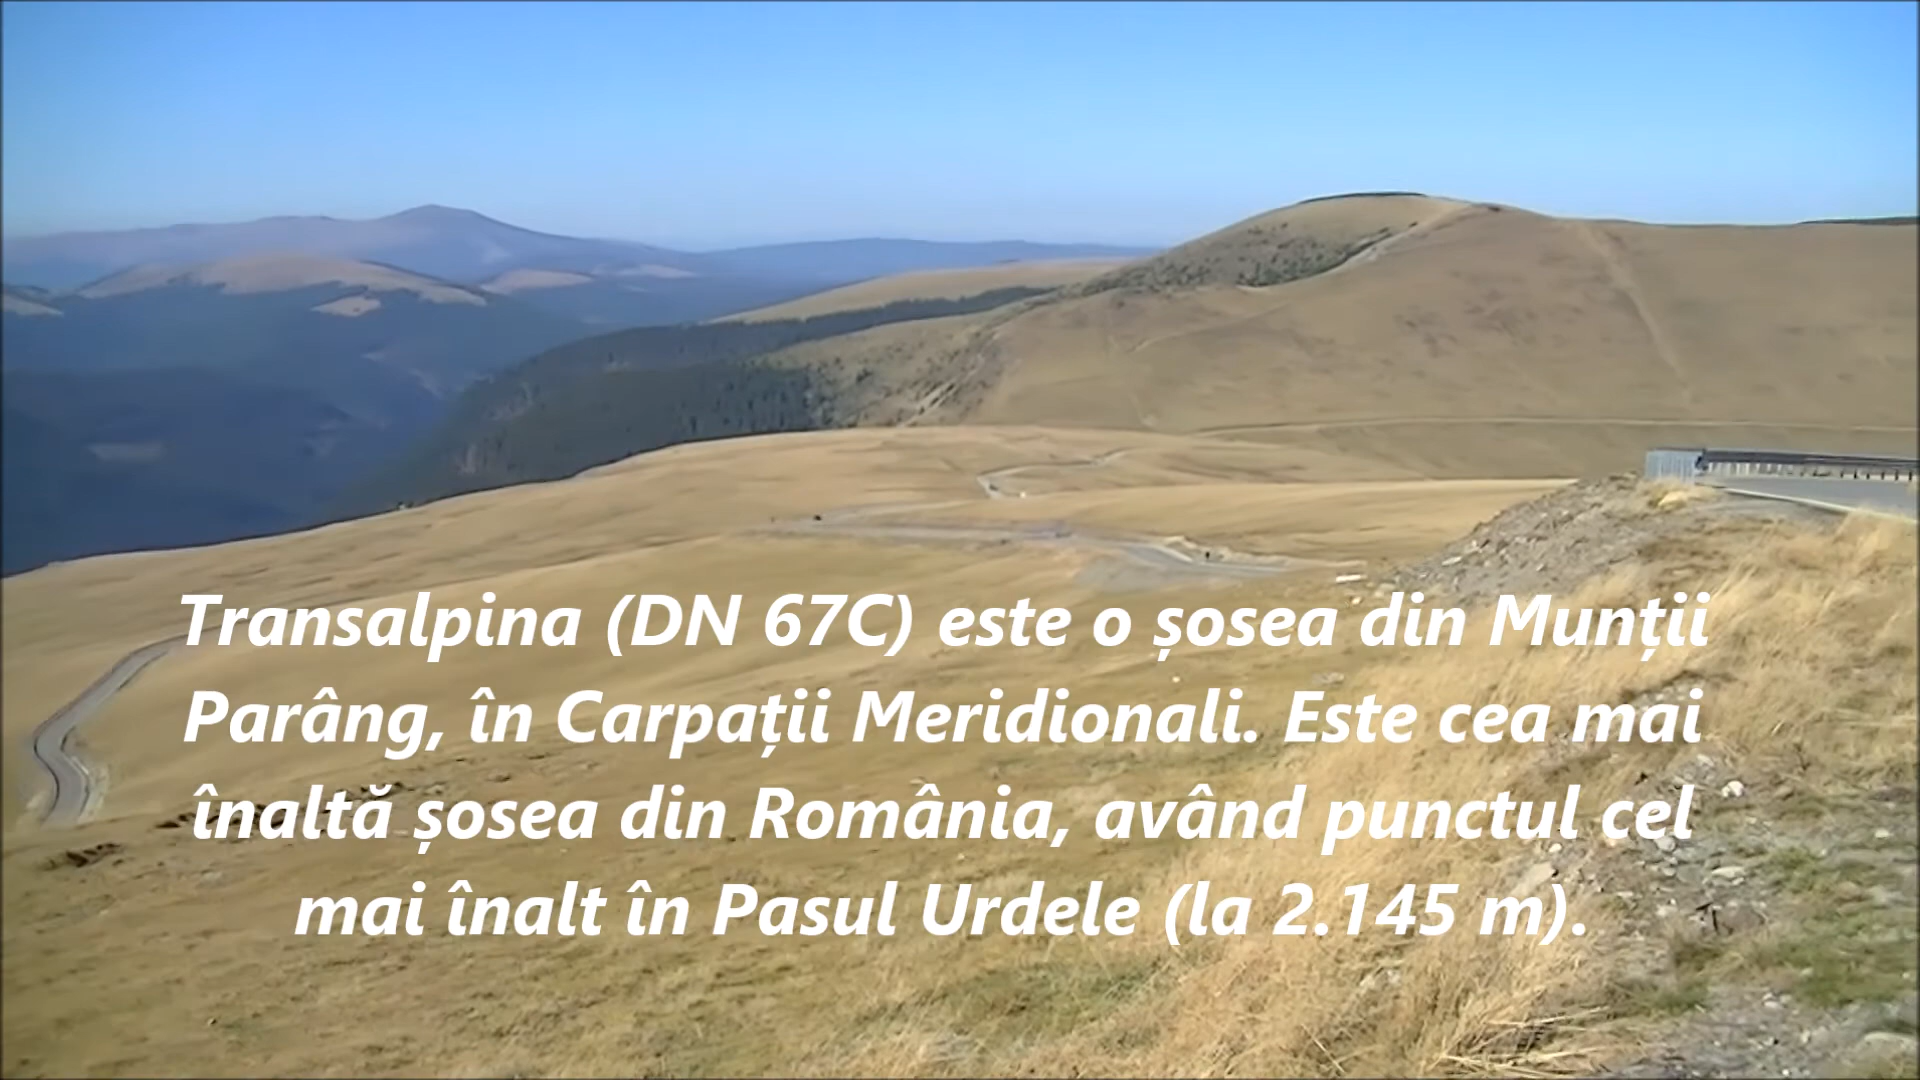 Transalpina (DN 67C) este o șosea din Munții
Parâng, în Carpații Meridionali. Este cea mai
înaltă șosea din România, având punctul cel
mai înalt în Pasul Urdele (la 2.145 m).